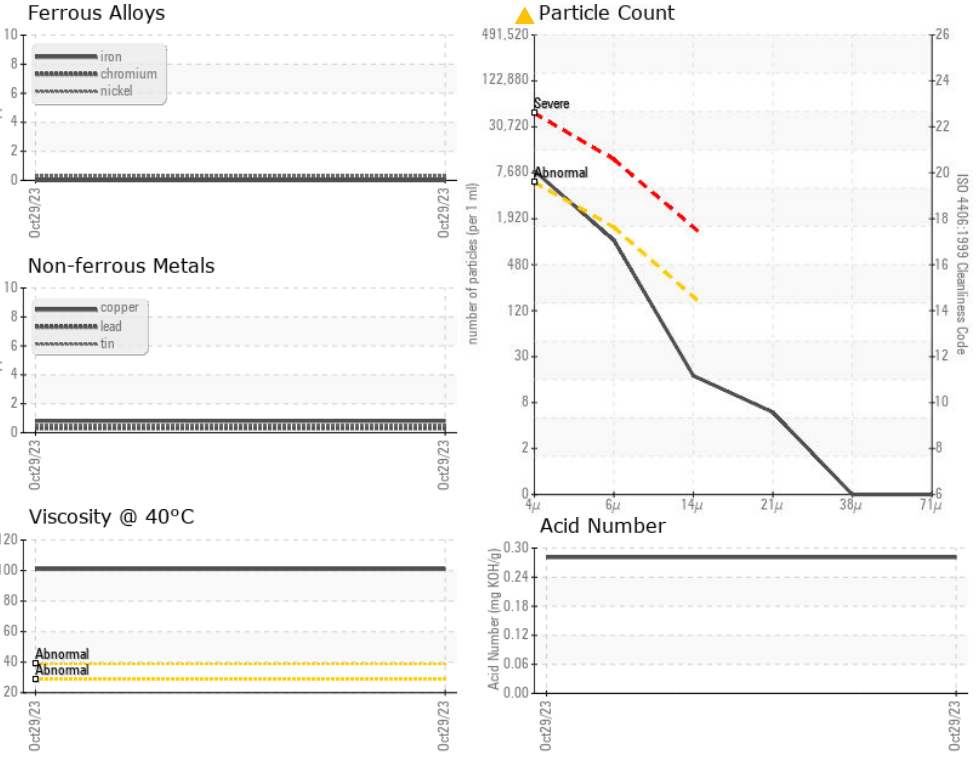 Ferrous Alloys
10
8
6
4
2
0
iron
chromium
nickel
Oct29/23
Oct29/23
Non-ferrous Metals
10
8
6
4
2
0
copper
lead
tin
Oct29/23
Oct29/23
Viscosity @ 40°C
120
100
80
60
40
20
Abnormal
Abnormal
Oct29/23
Oct29/23
Particle Count
number of particles (per 1 ml)
491,520
122,880
30,720
7,680
1,920
480
120
30
8
2
0
Severe
Abnormal
26
24
22
20
18
16
14
12
10
8
6
ISO 4406:1999 Cleanliness Code
4µ
6µ
14µ
21µ
38µ
71µ
Acid Number
Acid Number (mg KOH/g)
0.30
0.24
0.18
0.12
0.06
0.00
Oct29/23
Oct29/23